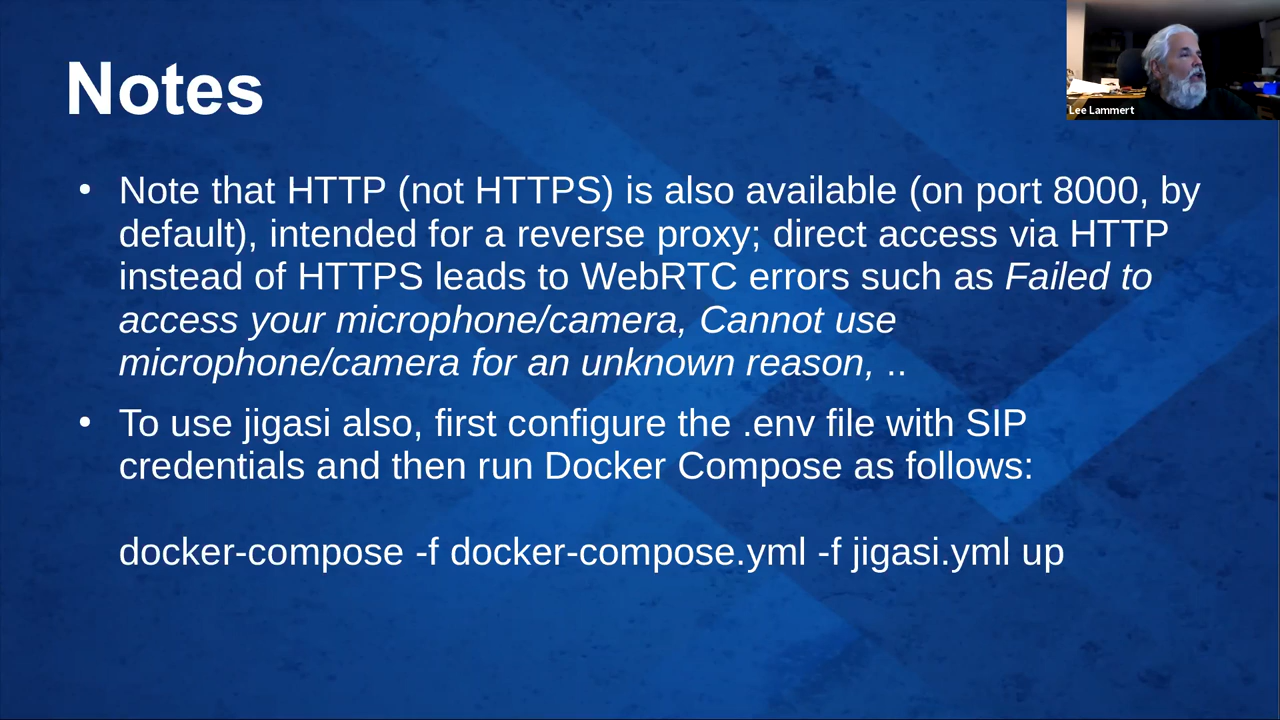 Notes
Lee Lammert
• Note that HTTP (not HTTPS) is also available (on port 8000, by
default), intended for a reverse proxy; direct access via HTTP
instead of HTTPS leads to WebRTC errors such as Failed to
access your microphone/camera, Cannot use
microphone/camera for an unknown reason, ..
• To use jigasi also, first configure the .env file with SIP
credentials and then run Docker Compose as follows:
docker-compose -f docker-compose.yml -f jigasi.yml up